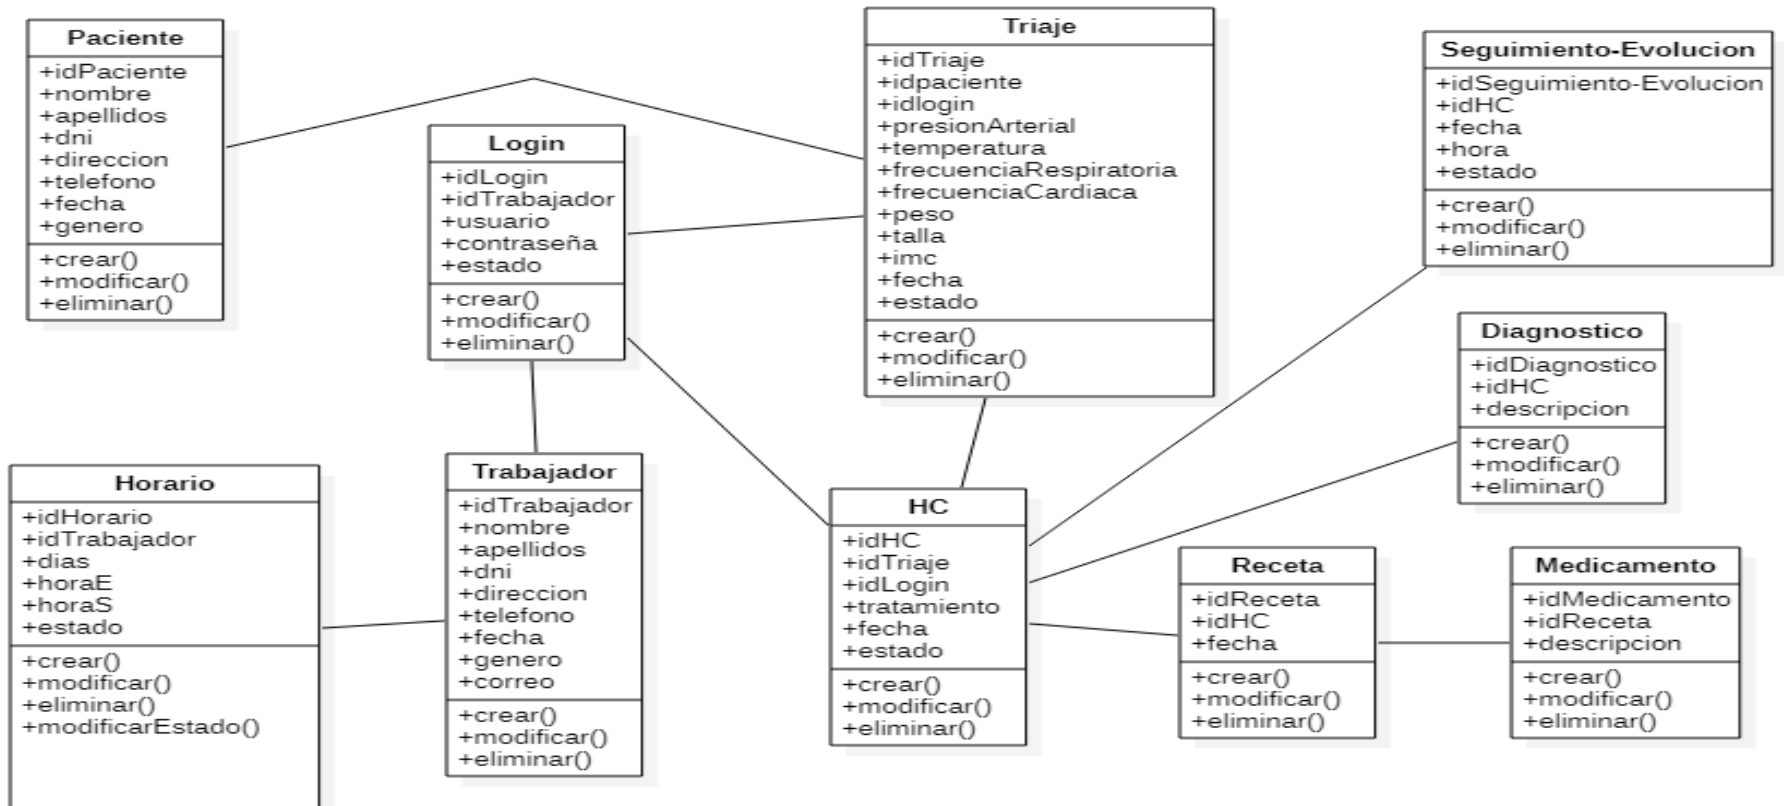 Paciente
+idPaciente
+nombre
+apellidos
+dni
+direccion
+telefono
+fecha
+genero
+crear()
+modificar()
+eliminar()
Login
+idLogin
+idTrabajador
+usuario
+contraseña
+estado
+crear()
+modificar()
+eliminar()
Triaje
+idTriaje
+idpaciente
+idlogin
+presionArterial
+temperatura
+frecuenciaRespiratoria
+frecuenciaCardiaca
+peso
+talla
+imc
+fecha
+estado
+crear()
+modificar()
+eliminar()
Seguimiento-Evolucion
+idSeguimiento-Evolucion
+idHC
+fecha
+hora
+estado
+crear()
+modificar()
+eliminar()
Diagnostico
+idDiagnostico
+idHC
+descripcion
+crear()
+modificar()
+eliminar()
Horario
+idHorario
+idTrabajador
+dias
+horaE
+horaS
+estado
+crear()
+modificar()
+eliminar()
+modificarEstado()
Trabajador
+idTrabajador
+nombre
+apellidos
+dni
+direccion
+telefono
+fecha
+genero
+correo
+crear()
+modificar()
+eliminar()
HC
+idHC
+idTriaje
+idLogin
+tratamiento
+fecha
+estado
+crear()
+modificar()
+eliminar()
Receta
+idReceta
+idHC
+fecha
+crear()
+modificar()
+eliminar()
Medicamento
+idMedicamento
+idReceta
+descripcion
+crear()
+modificar()
+eliminar()